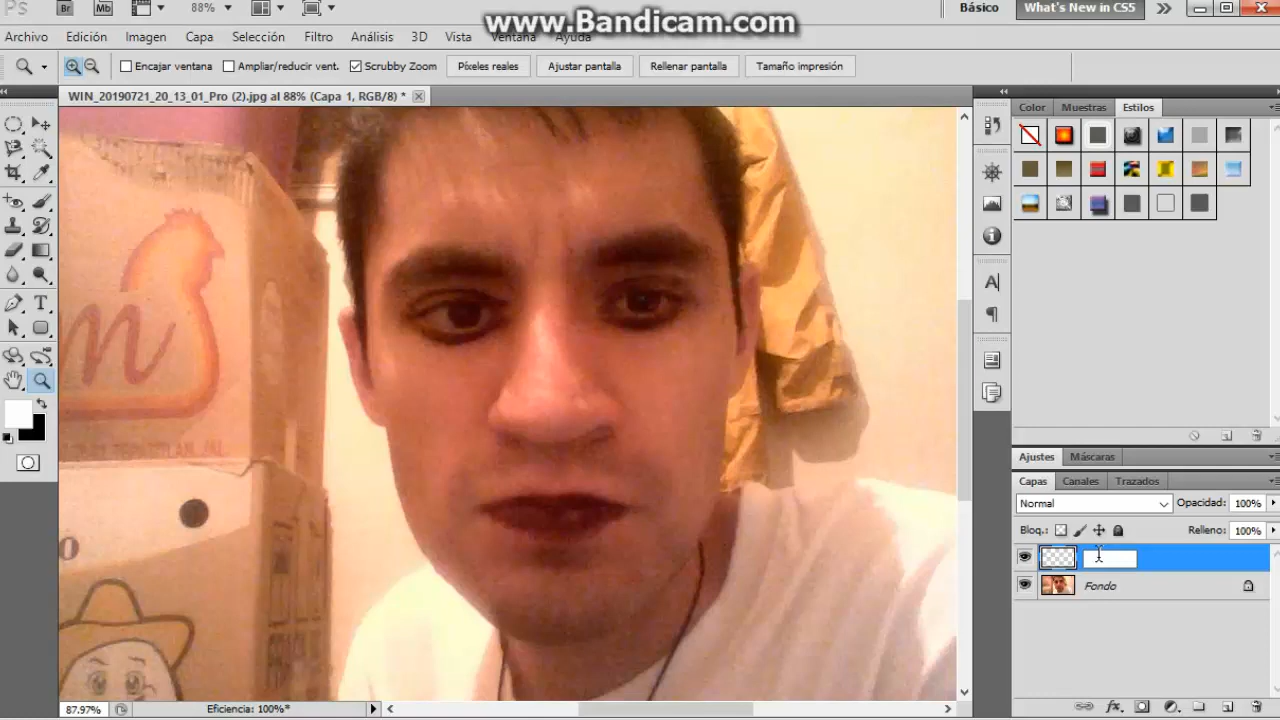 www.Bandicam.com
Ps Br Mb 88% Básico What's New in CS5
Archivo Edición Imagen Capa Selección Filtro Análisis 3D Vista Ventana Ayuda
Encajar ventana Ampliar/reducir vent. Scrubby Zoom Píxeles reales Ajustar pantalla Rellenar pantalla Tamaño impresión
WIN_20190721_20_13_01_Pro (2).jpg al 88% (Capa 1, RGB/8) *
Color Muestras Estilos
Ajustes Máscaras
Capas Canales Trazados
Normal Opacidad: 100%
Bloq.: Relleno: 100%
Fondo
87.97% Eficiencia: 100%*